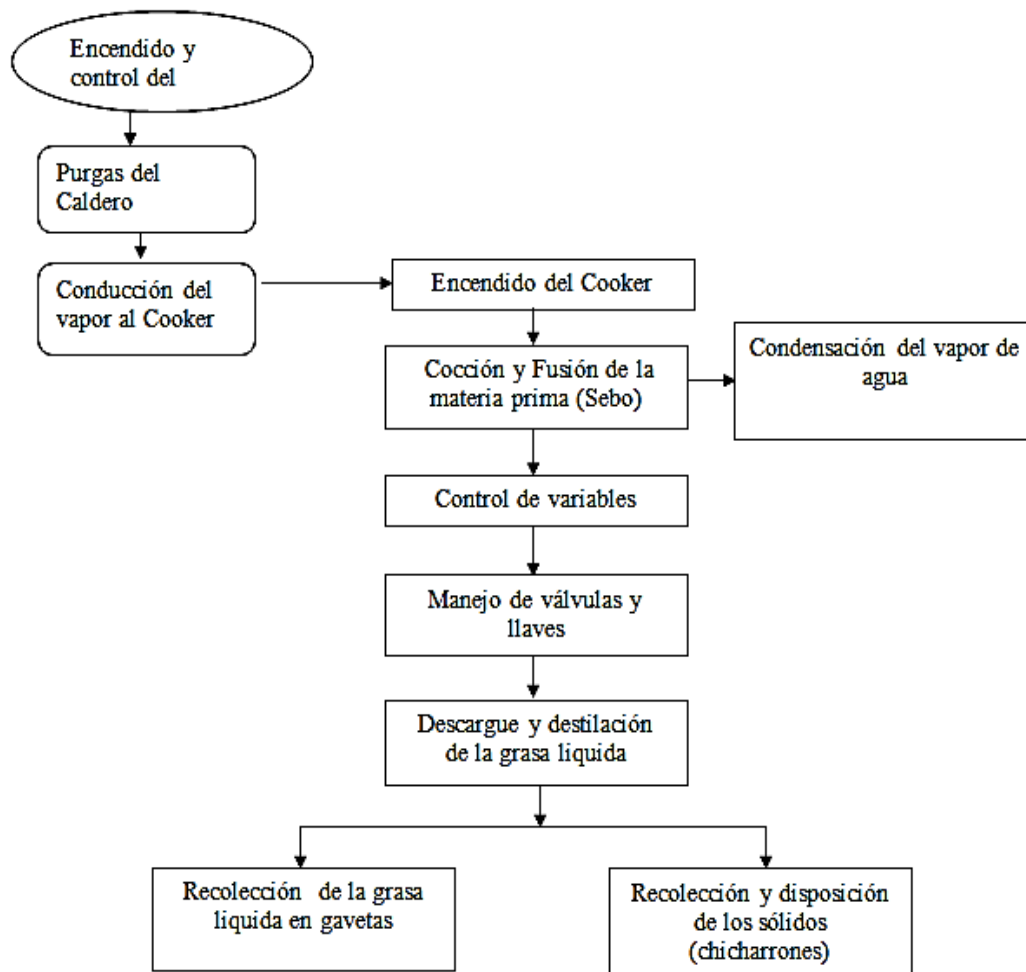 Encendido y
control del
Purgas del
Caldero
Conducción del
vapor al Cooker
Encendido del Cooker
Cocción y Fusión de la
materia prima (Sebo)
Condensación del vapor de
agua
Control de variables
Manejo de válvulas y
llaves
Descargue y destilación
de la grasa liquida
Recolección de la grasa
liquida en gavetas
Recolección y disposición
de los sólidos
(chicharrones)